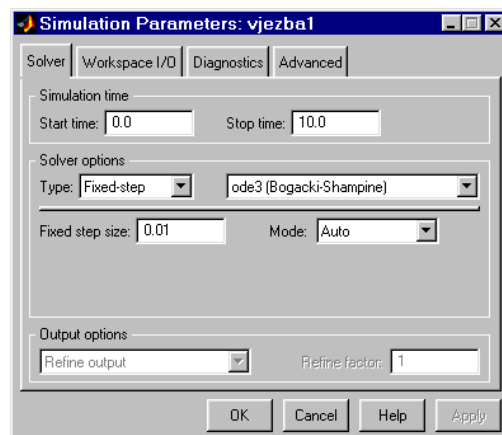 Simulation Parameters: vjezba1
Solver Workspace I/O Diagnostics Advanced
Simulation time
Start time: 0.0 Stop time: 10.0
Solver options
Type: Fixed-step ode3 (Bogacki-Shampine)
Fixed step size: 0.01 Mode: Auto
Output options
Refine output Refine factor: 1
OK Cancel Help Apply